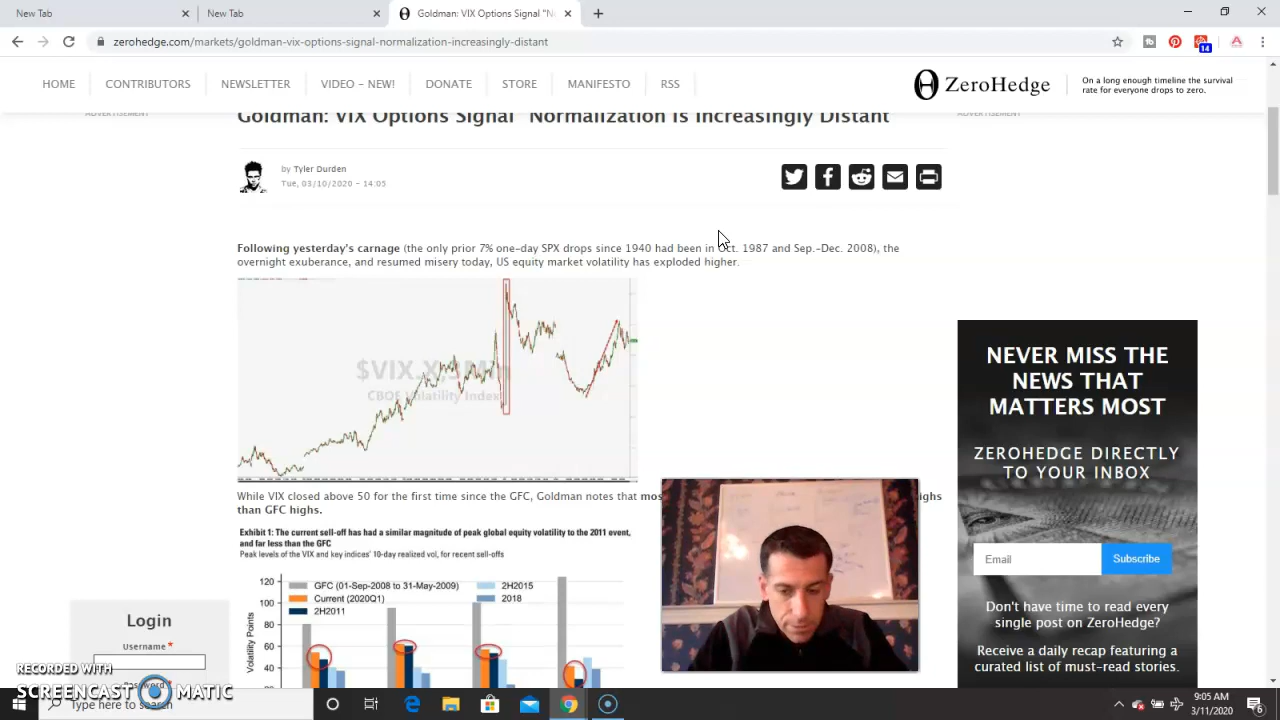 New Tab
New Tab
Goldman: VIX Options Signal "No
zerohedge.com/markets/goldman-vix-options-signal-normalization-increasingly-distant
14
HOME
CONTRIBUTORS
NEWSLETTER
VIDEO – NEW!
DONATE
STORE
MANIFESTO
RSS
ZeroHedge
On a long enough timeline the survival
rate for everyone drops to zero.
ADVERTISEMENT
Goldman: VIX Options Signal "Normalization Is Increasingly Distant"
ADVERTISEMENT
by Tyler Durden
Tue, 03/10/2020 – 14:05
Following yesterday's carnage (the only prior 7% one-day SPX drops since 1940 had been in Oct. 1987 and Sep.-Dec. 2008), the
overnight exuberance, and resumed misery today, US equity market volatility has exploded higher.
$VIX.X,3M
CBOE Volatility Index
While VIX closed above 50 for the first time since the GFC, Goldman notes that
than GFC highs.
Exhibit 1: The current sell-off has had a similar magnitude of peak global equity volatility to the 2011 event,
and far less than the GFC
Peak levels of the VIX and key indices' 10-day realized vol, for recent sell-offs
Volatility Points
120
100
80
60
40
GFC (01-Sep-2008 to 31-May-2009)
2H2015
Current (2020Q1)
2018
2H2011
NEVER MISS THE
NEWS THAT
MATTERS MOST
ZEROHEDGE DIRECTLY
TO YOUR INBOX
Email
Subscribe
Don't have time to read every
single post on ZeroHedge?
Receive a daily recap featuring a
curated list of must-read stories.
Login
Username *
Password *
RECORDED WITH
SCREENCAST MATIC
Type here to search
9:05 AM
3/11/2020
6